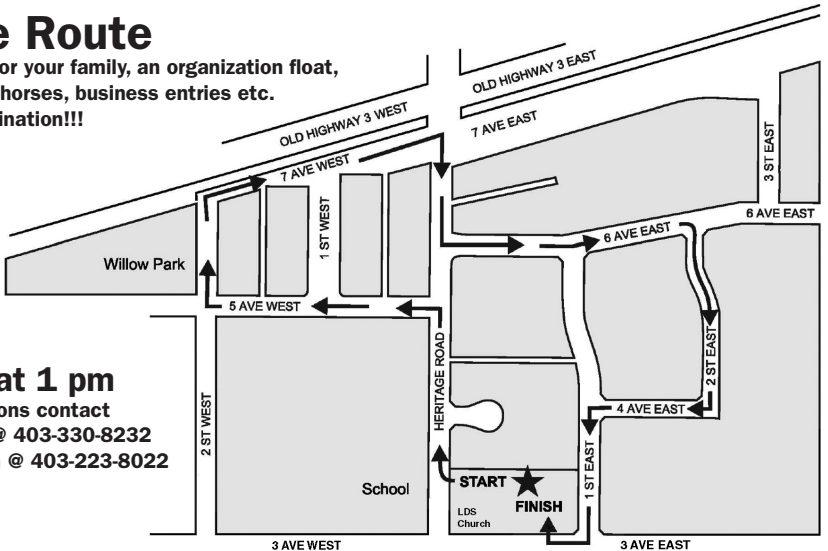 e Route
or your family, an organization float,
horses, business entries etc.
ination!!!
OLD HIGHWAY 3 WEST
OLD HIGHWAY 3 EAST
7 AVE WEST
7 AVE EAST
3 ST EAST
6 AVE EAST
6 AVE EAST
1 ST WEST
Willow Park
5 AVE WEST
at 1 pm
ons contact
@ 403-330-8232
@ 403-223-8022
2 ST WEST
HERITAGE ROAD
2 ST EAST
4 AVE EAST
1 ST EAST
School
START
FINISH
LDS
Church
3 AVE WEST
3 AVE EAST